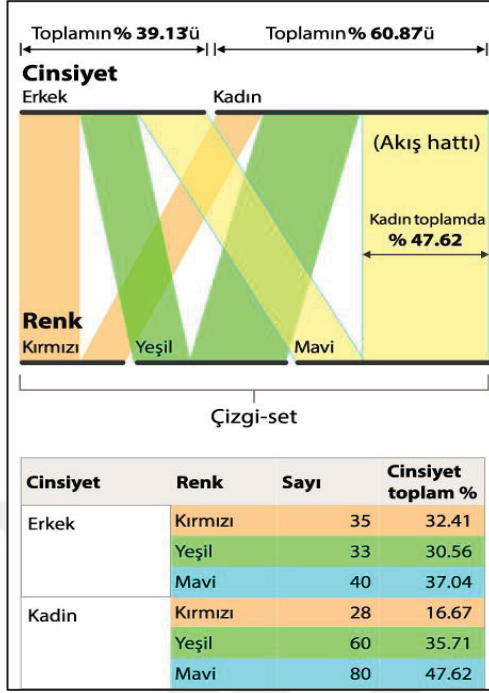 Toplamın % 39.13'ü Toplamın % 60.87'ü
Cinsiyet
Erkek Kadın
(Akış hattı)
Kadın toplamda
% 47.62
Renk
Kırmızı Yeşil Mavi
Çizgi-set
Cinsiyet Renk Sayı Cinsiyet toplam %
Erkek Kırmızı 35 32.41
Yeşil 33 30.56
Mavi 40 37.04
Kadin Kırmızı 28 16.67
Yeşil 60 35.71
Mavi 80 47.62